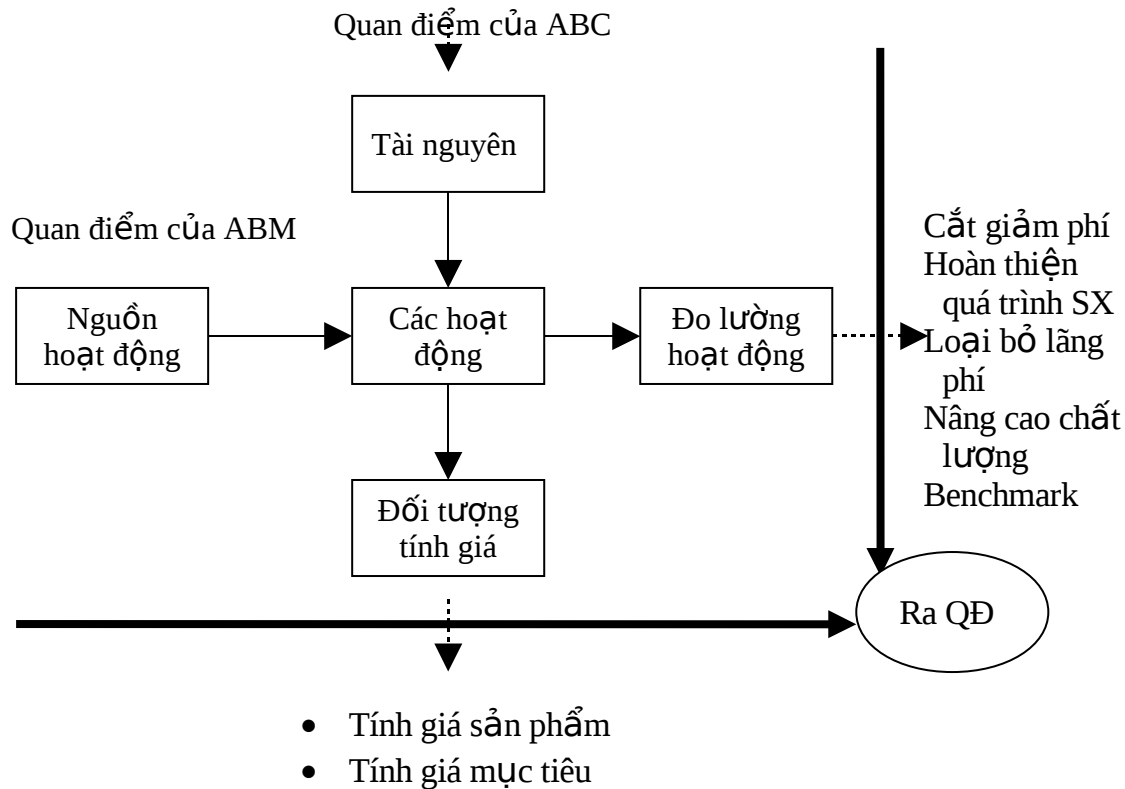 Quan điểm của ABC
Tài nguyên
Quan điểm của ABM
Nguồn
hoạt động
Các hoạt
động
Đo lường
hoạt động
Cắt giảm phí
Hoàn thiện
quá trình SX
Loại bỏ lãng
phí
Nâng cao chất
lượng
Benchmark
Đối tượng
tính giá
Ra QĐ
• Tính giá sản phẩm
• Tính giá mục tiêu